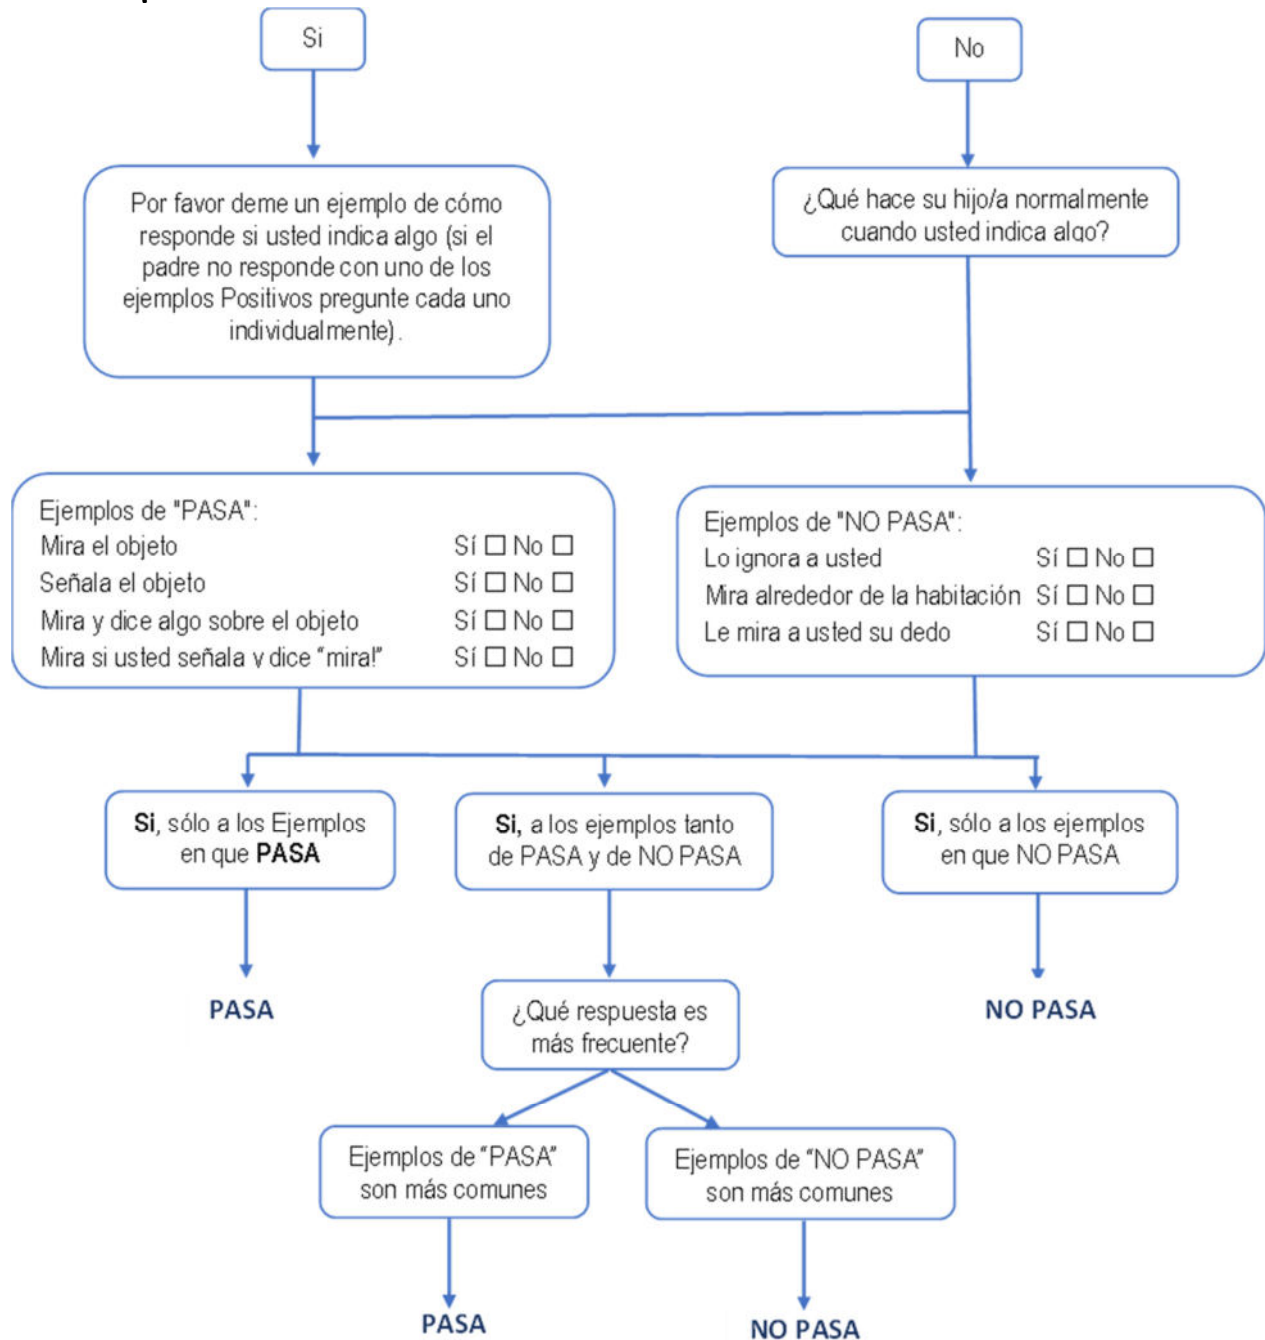 Si
No
Por favor deme un ejemplo de cómo
responde si usted indica algo (si el
padre no responde con uno de los
ejemplos Positivos pregunte cada uno
individualmente).
¿Qué hace su hijo/a normalmente
cuando usted indica algo?
Ejemplos de "PASA":
Mira el objeto Sí ☐ No ☐
Señala el objeto Sí ☐ No ☐
Mira y dice algo sobre el objeto Sí ☐ No ☐
Mira si usted señala y dice “mira!” Sí ☐ No ☐
Ejemplos de "NO PASA":
Lo ignora a usted Sí ☐ No ☐
Mira alrededor de la habitación Sí ☐ No ☐
Le mira a usted su dedo Sí ☐ No ☐
Si, sólo a los Ejemplos
en que PASA
Si, a los ejemplos tanto
de PASA y de NO PASA
Si, sólo a los ejemplos
en que NO PASA
PASA
¿Qué respuesta es
más frecuente?
NO PASA
Ejemplos de “PASA”
son más comunes
Ejemplos de “NO PASA”
son más comunes
PASA
NO PASA